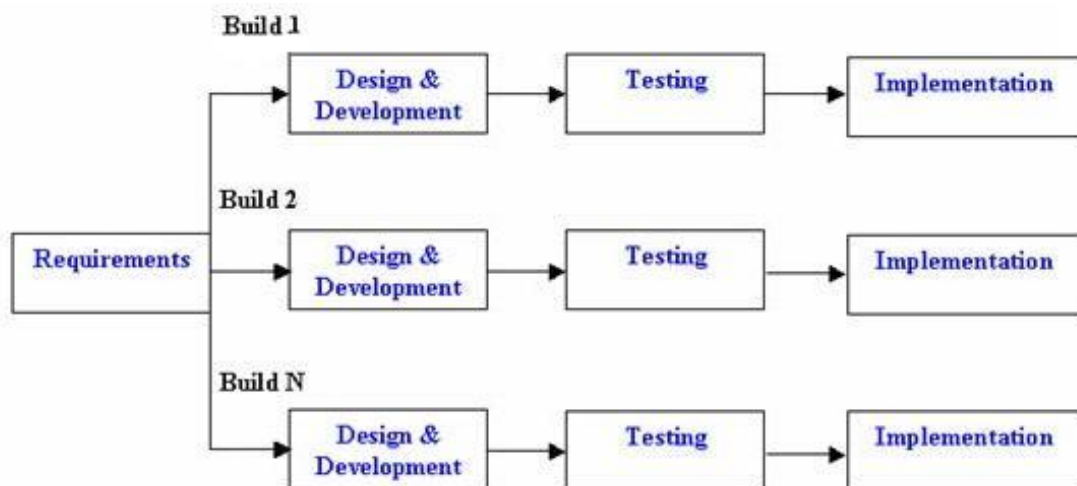 Build 1
Design &
Development
Testing
Implementation
Build 2
Requirements
Design &
Development
Testing
Implementation
Build N
Design &
Development
Testing
Implementation